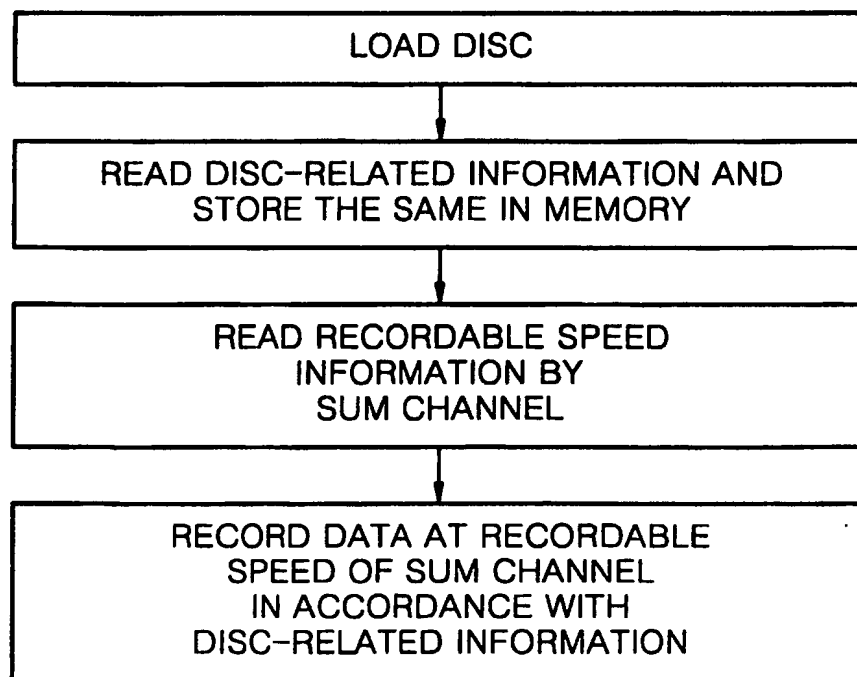 LOAD DISC
READ DISC-RELATED INFORMATION AND
STORE THE SAME IN MEMORY
READ RECORDABLE SPEED
INFORMATION BY
SUM CHANNEL
RECORD DATA AT RECORDABLE
SPEED OF SUM CHANNEL
IN ACCORDANCE WITH
DISC-RELATED INFORMATION